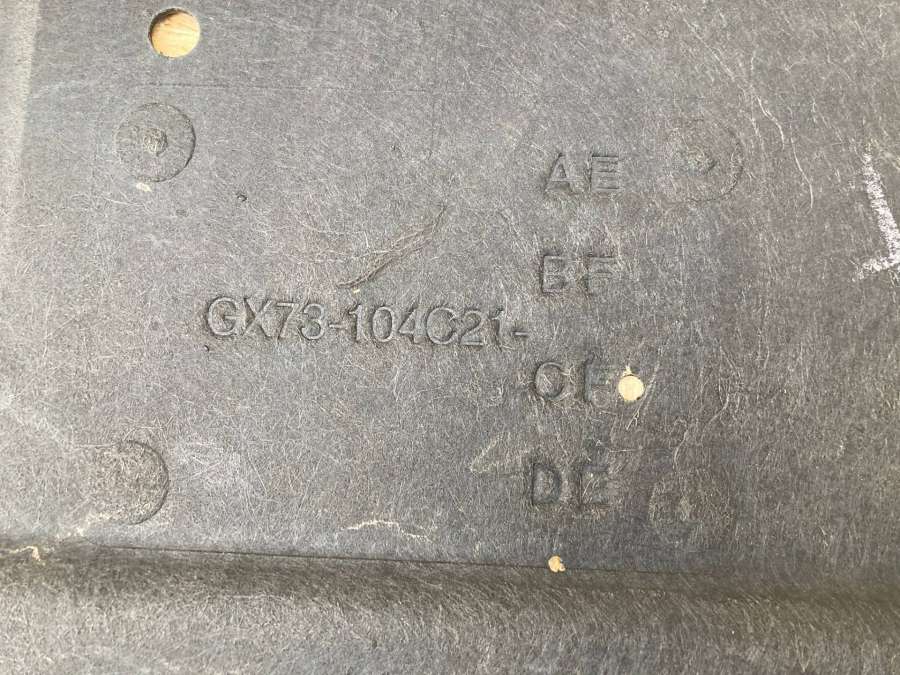 AE
BF
GX73-104C21-
CF
DE